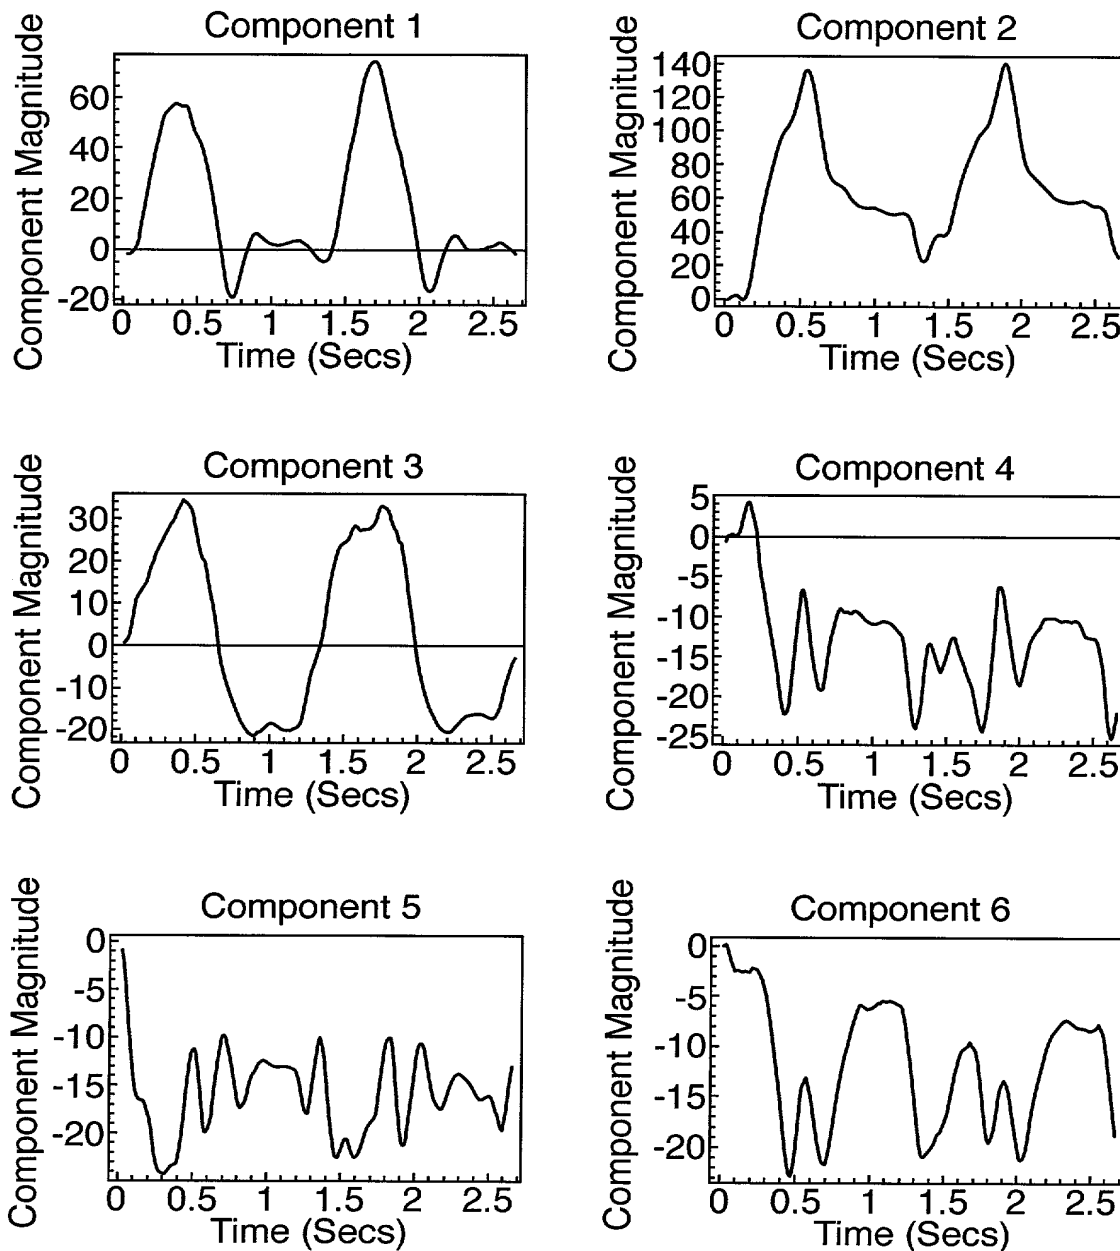 Component 1
Component Magnitude
60
40
20
0
-20
0 0.5 1 1.5 2 2.5
Time (Secs)
Component 2
Component Magnitude
140
120
100
80
60
40
20
0
0 0.5 1 1.5 2 2.5
Time (Secs)
Component 3
Component Magnitude
30
20
10
0
-10
-20
0 0.5 1 1.5 2 2.5
Time (Secs)
Component 4
Component Magnitude
5
0
-5
-10
-15
-20
-25
0 0.5 1 1.5 2 2.5
Time (Secs)
Component 5
Component Magnitude
0
-5
-10
-15
-20
0 0.5 1 1.5 2 2.5
Time (Secs)
Component 6
Component Magnitude
0
-5
-10
-15
-20
0 0.5 1 1.5 2 2.5
Time (Secs)